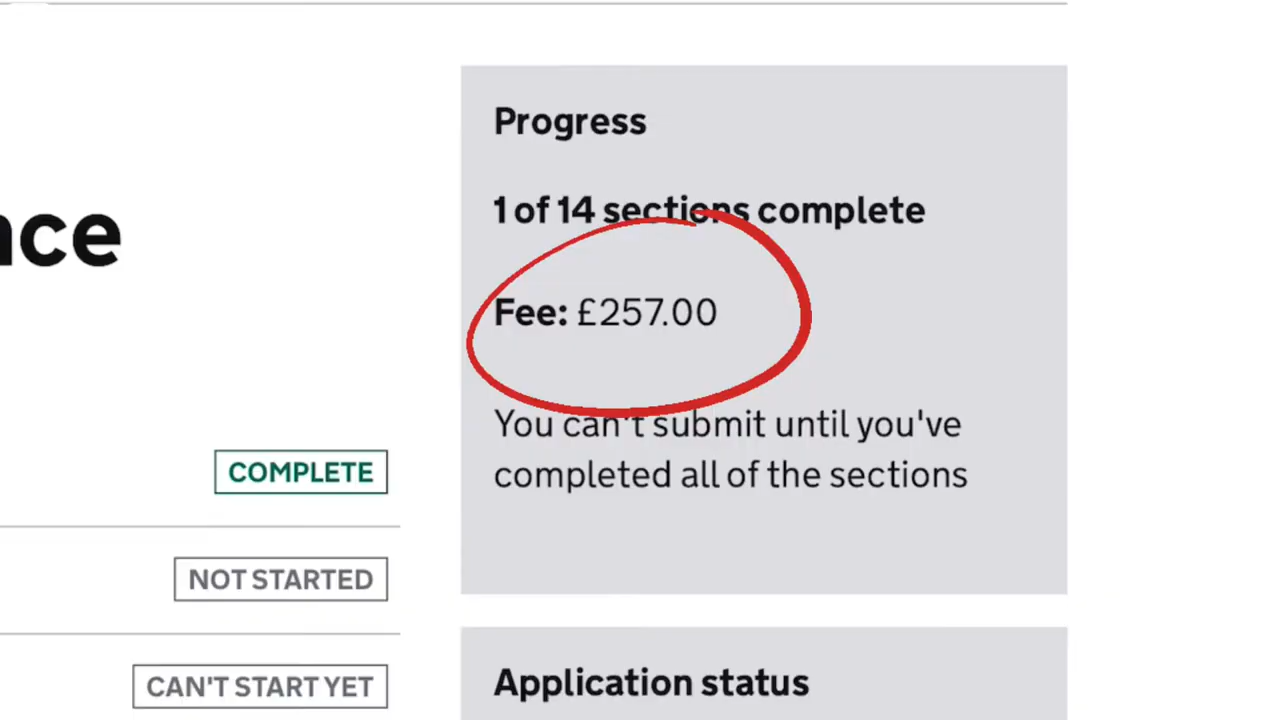 nce
COMPLETE
NOT STARTED
CAN'T START YET
Progress
1 of 14 sections complete
Fee: £257.00
You can't submit until you've
completed all of the sections
Application status